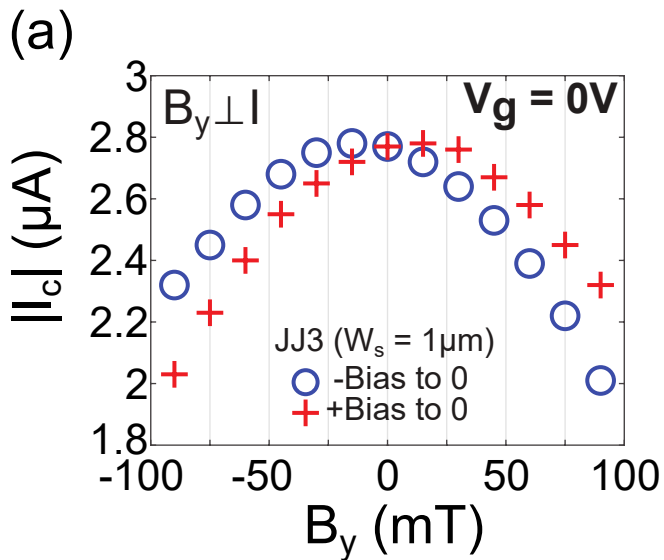 (a)
B_y⊥I
V_g = 0V
|I_c| (μA)
3
2.8
2.6
2.4
2.2
2
1.8
JJ3 (W_s = 1μm)
-Bias to 0
+Bias to 0
-100
-50
0
50
100
B_y (mT)